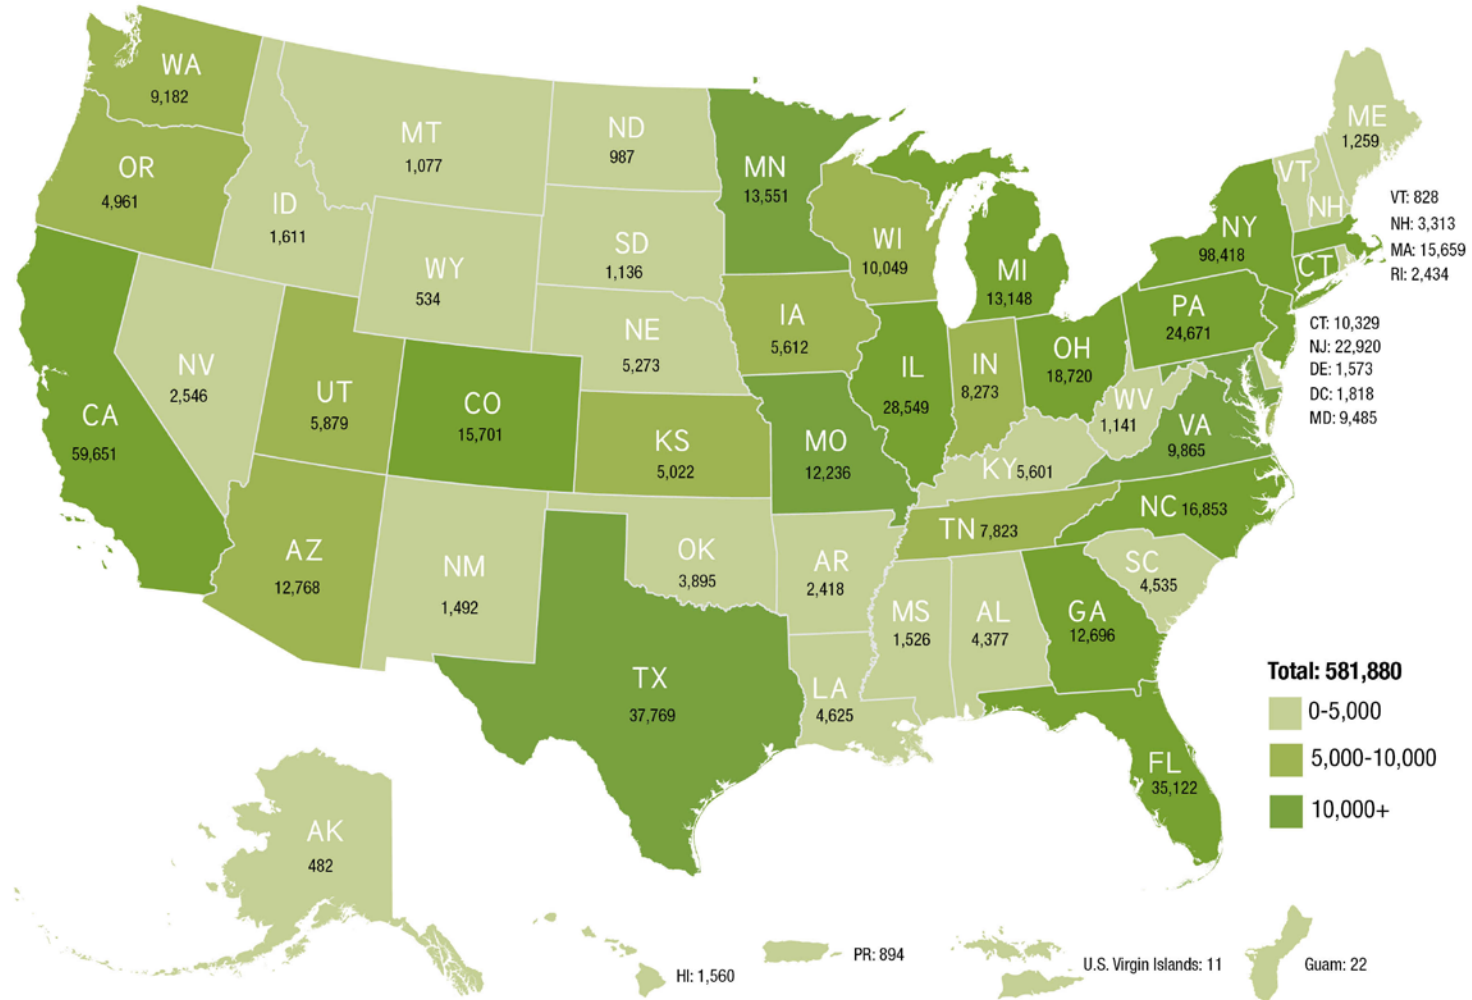 WA
9,182
OR
4,961
ID
1,611
MT
1,077
ND
987
MN
13,551
WY
534
SD
1,136
WI
10,049
MI
13,148
NY
98,418
VT
NH
ME
1,259
VT: 828
NH: 3,313
MA: 15,659
RI: 2,434
CT
CT: 10,329
NJ: 22,920
DE: 1,573
DC: 1,818
MD: 9,485
CA
59,651
NV
2,546
UT
5,879
CO
15,701
NE
5,273
IA
5,612
KS
5,022
MO
12,236
IL
28,549
IN
8,273
OH
18,720
PA
24,671
WV
1,141
VA
9,865
KY 5,601
NC 16,853
TN 7,823
AZ
12,768
NM
1,492
OK
3,895
AR
2,418
SC
4,535
MS
1,526
AL
4,377
GA
12,696
TX
37,769
LA
4,625
FL
35,122
Total: 581,880
0-5,000
5,000-10,000
10,000+
AK
482
HI: 1,560
PR: 894
U.S. Virgin Islands: 11
Guam: 22